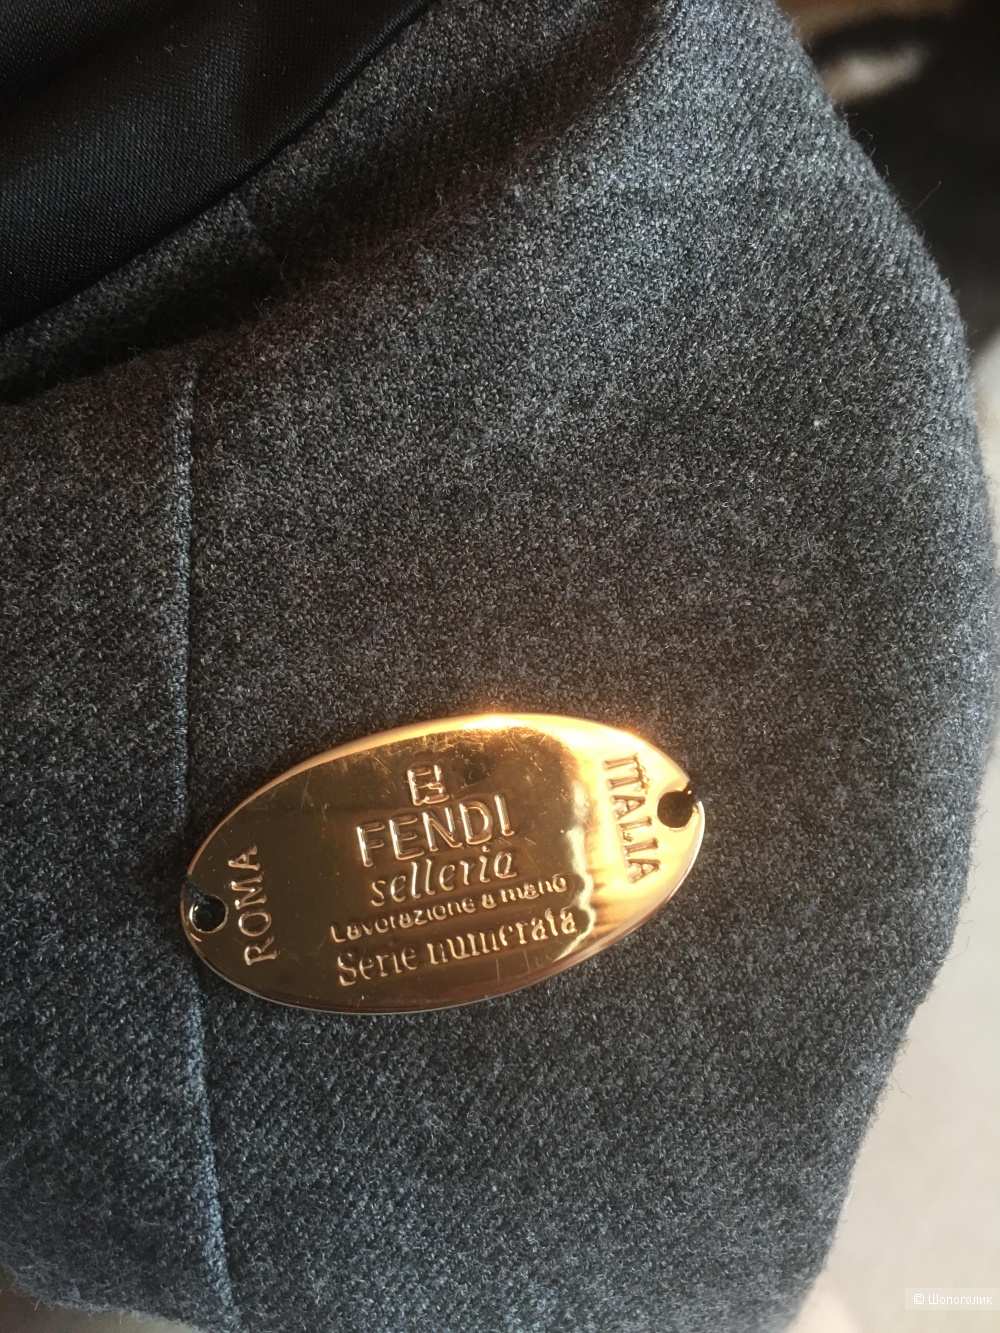 FENDI
selleria
Lavorazione a mano
Serie numerata
ROMA
ITALIA
© Шопоголик